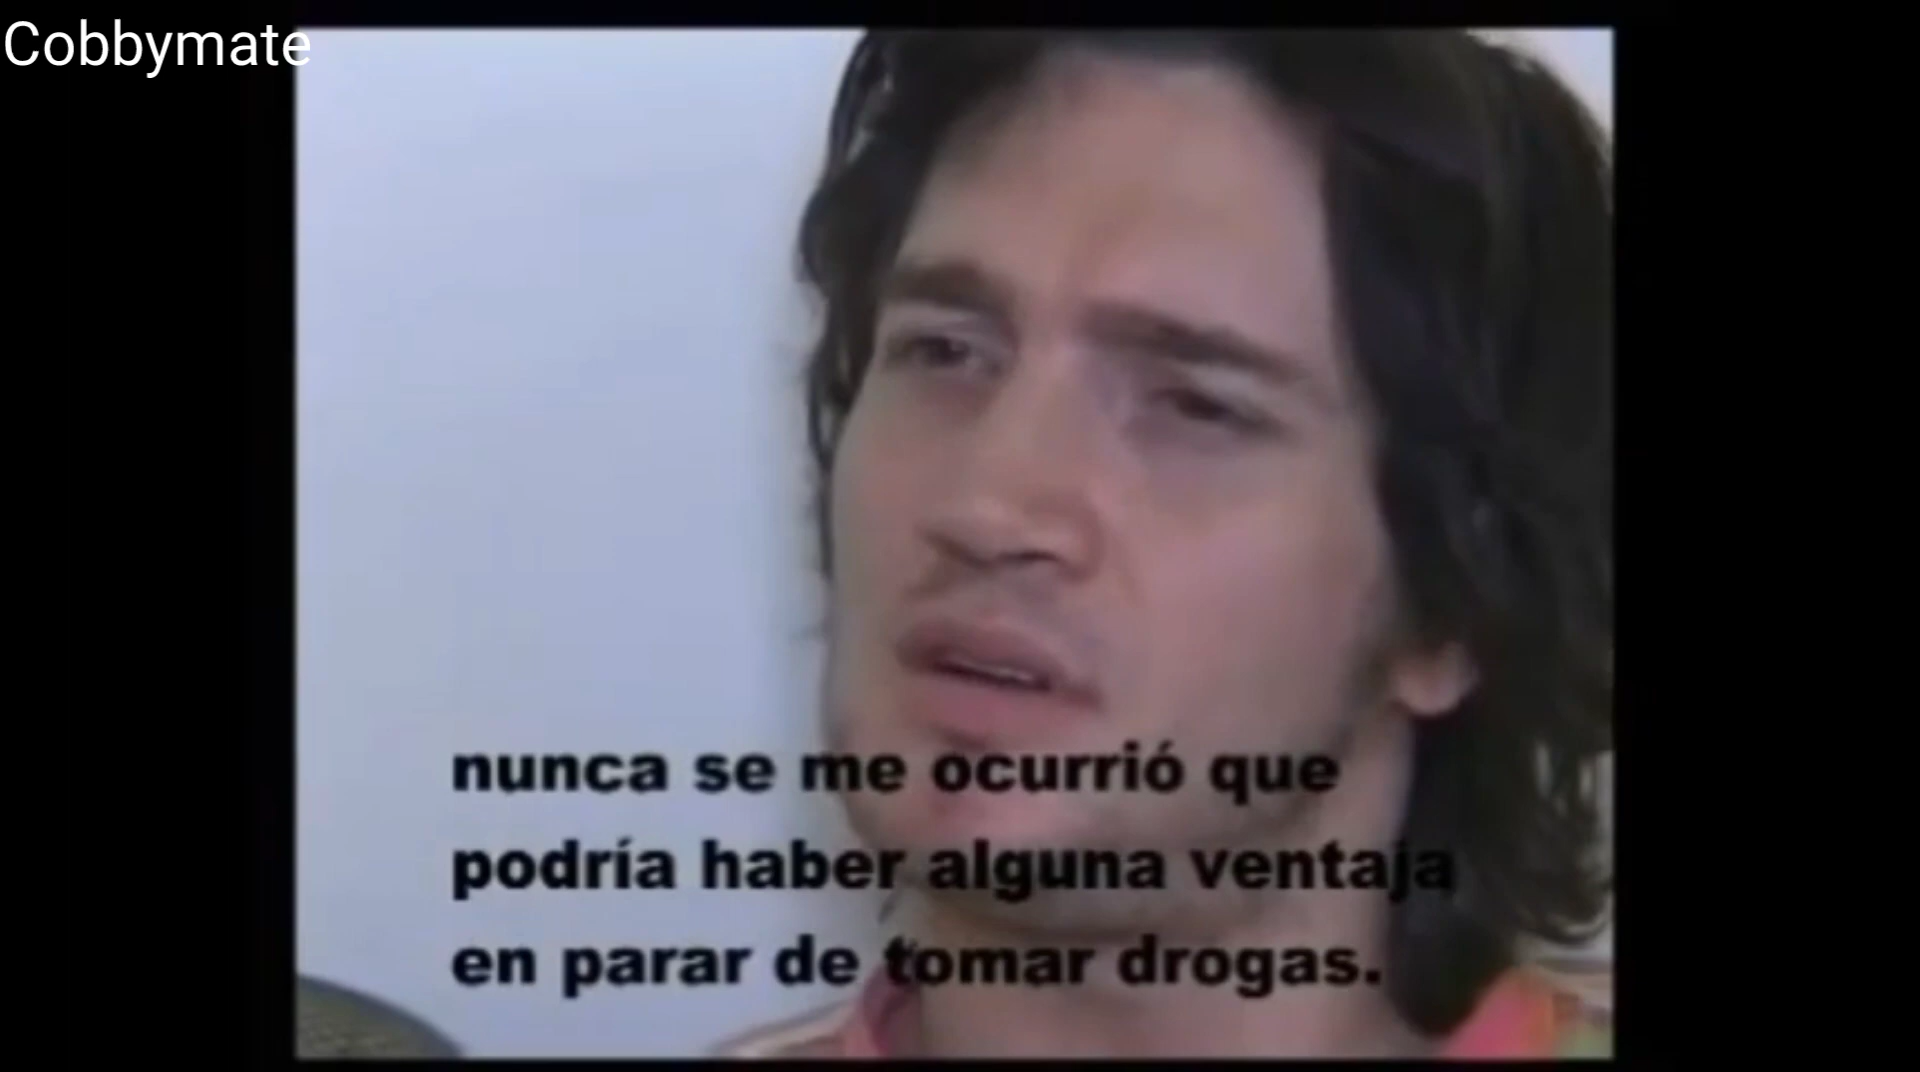 Cobbymate
nunca se me ocurrió que
podría haber alguna ventaja
en parar de tomar drogas.